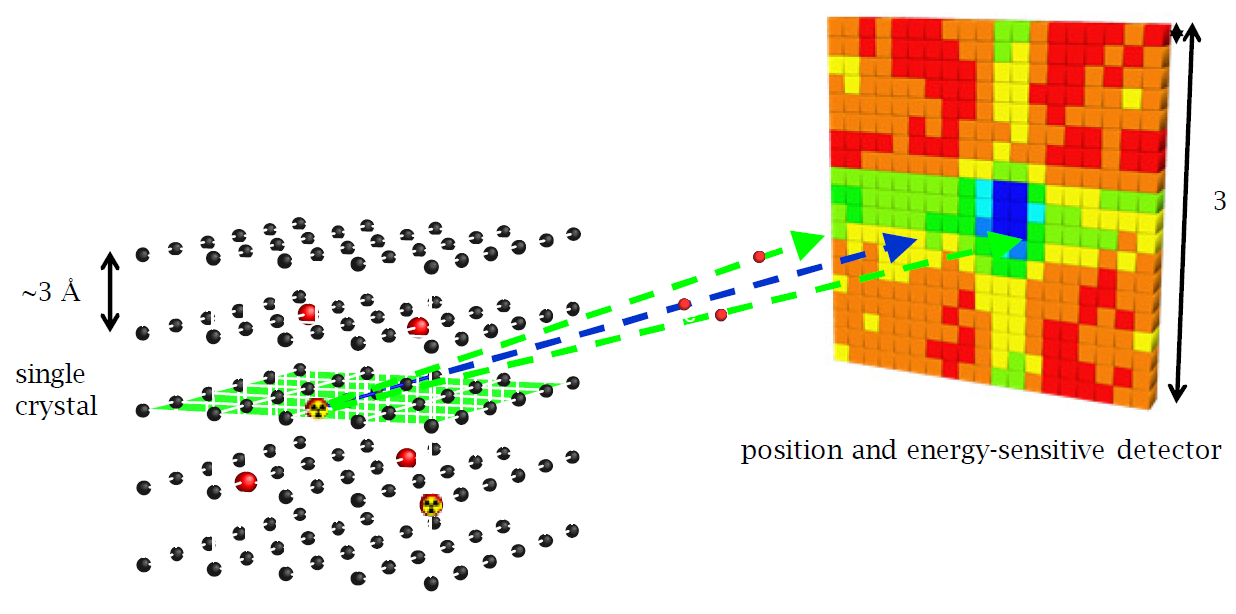 ~3 Å
single
crystal
3
position and energy-sensitive detector